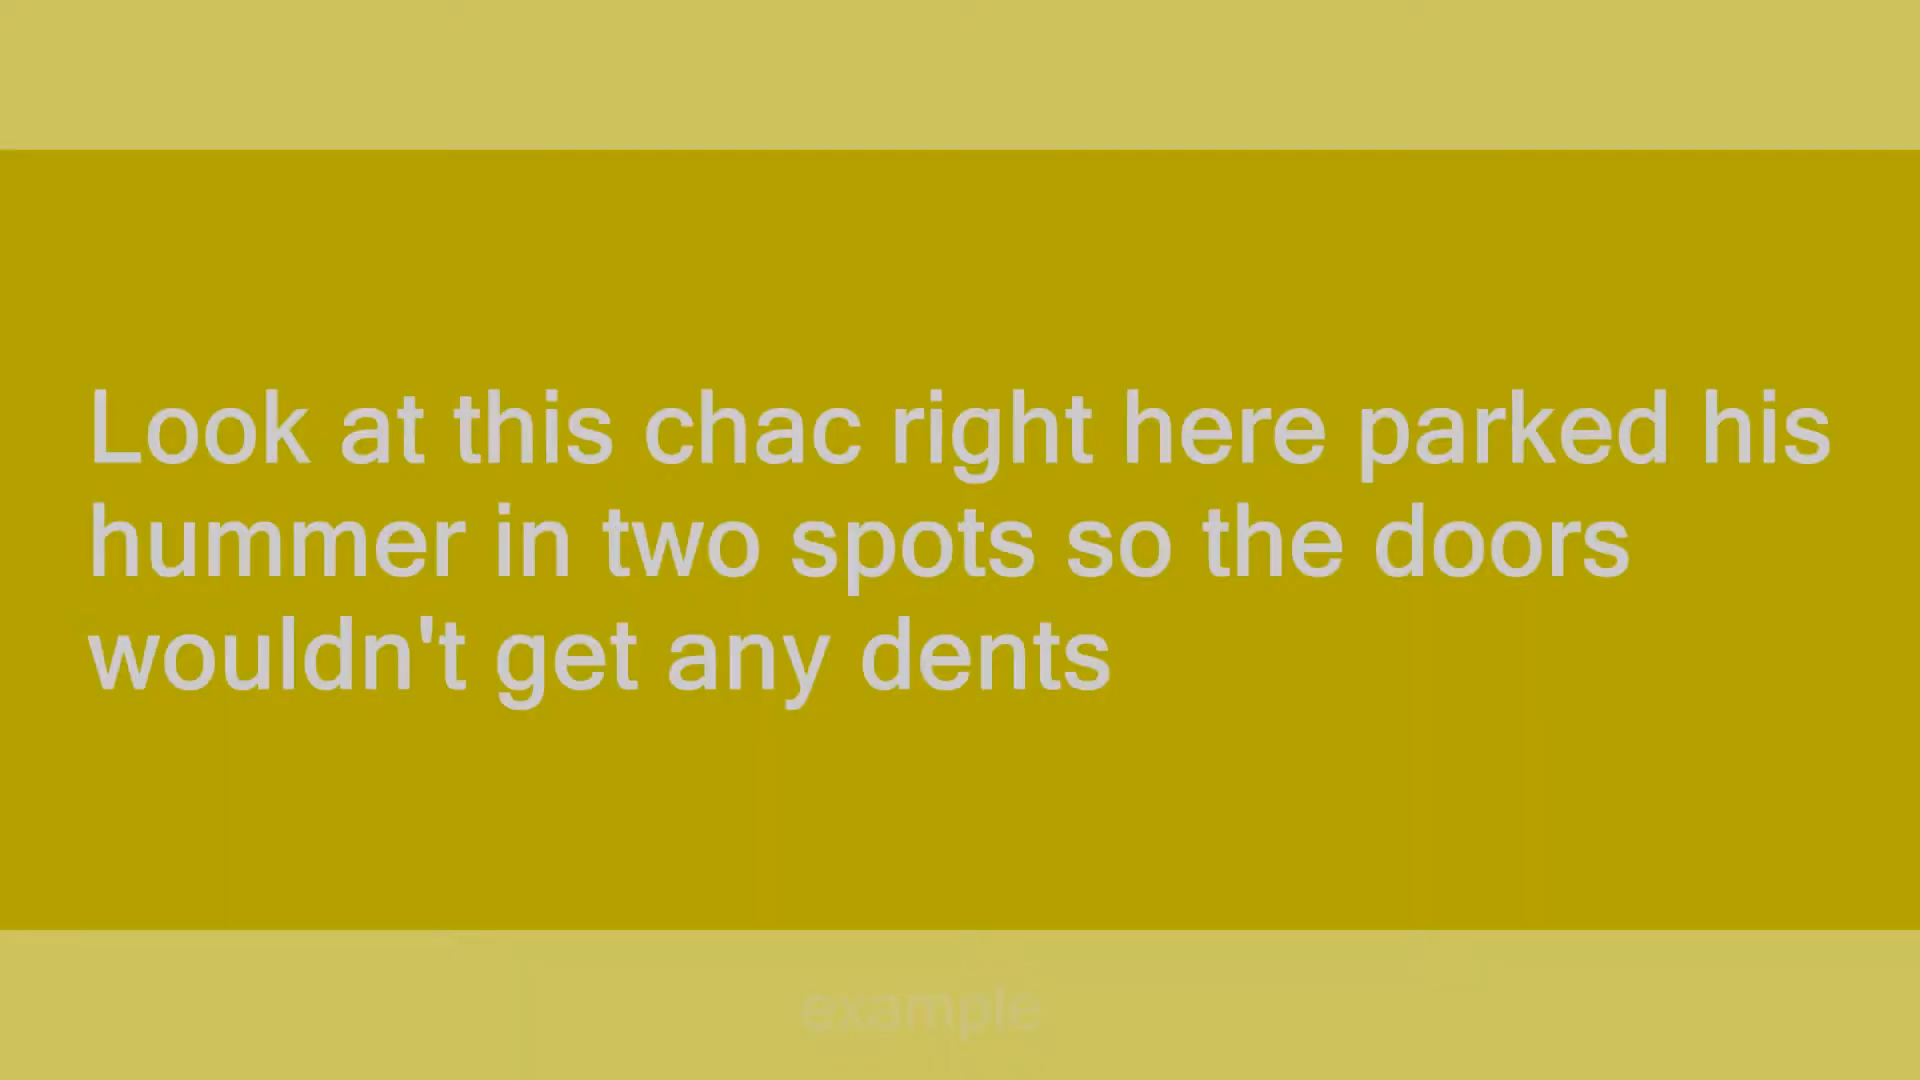 Look at this chac right here parked his
hummer in two spots so the doors
wouldn't get any dents
example